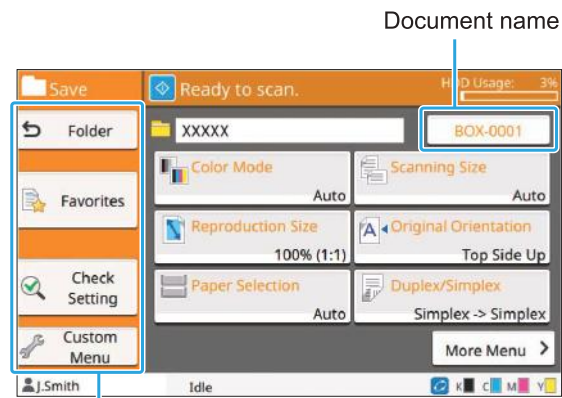 Document name
Save
Ready to scan.
HDD Usage: 3%
Folder
XXXXX
BOX-0001
Favorites
Color Mode
Auto
Scanning Size
Auto
Reproduction Size
100% (1:1)
Original Orientation
Top Side Up
Check
Setting
Paper Selection
Auto
Duplex/Simplex
Simplex -> Simplex
Custom
Menu
More Menu >
J.Smith
Idle
K C M Y